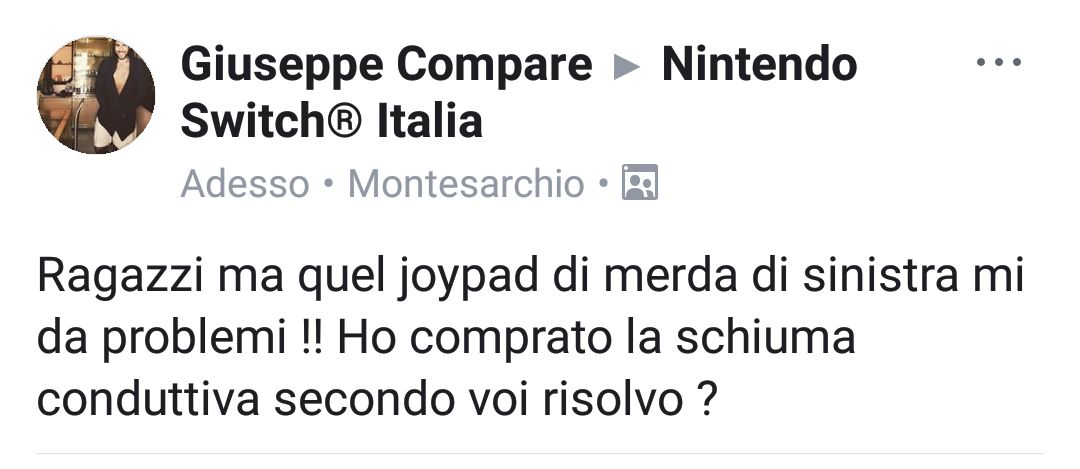 Giuseppe Compare ▸ Nintendo
Switch® Italia
Adesso • Montesarchio •
Ragazzi ma quel joypad di merda di sinistra mi
da problemi !! Ho comprato la schiuma
conduttiva secondo voi risolvo ?